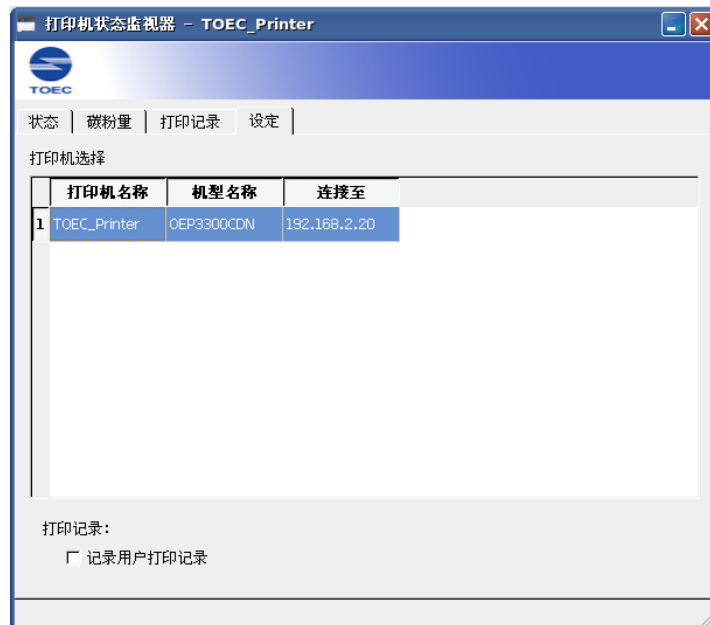 打印机状态监视器 - TOEC_Printer
TOEC
状态 碳粉量 打印记录 设定
打印机选择
打印机名称 机型名称 连接至
1 TOEC_Printer OEP3300CDN 192.168.2.20
打印记录:
记录用户打印记录